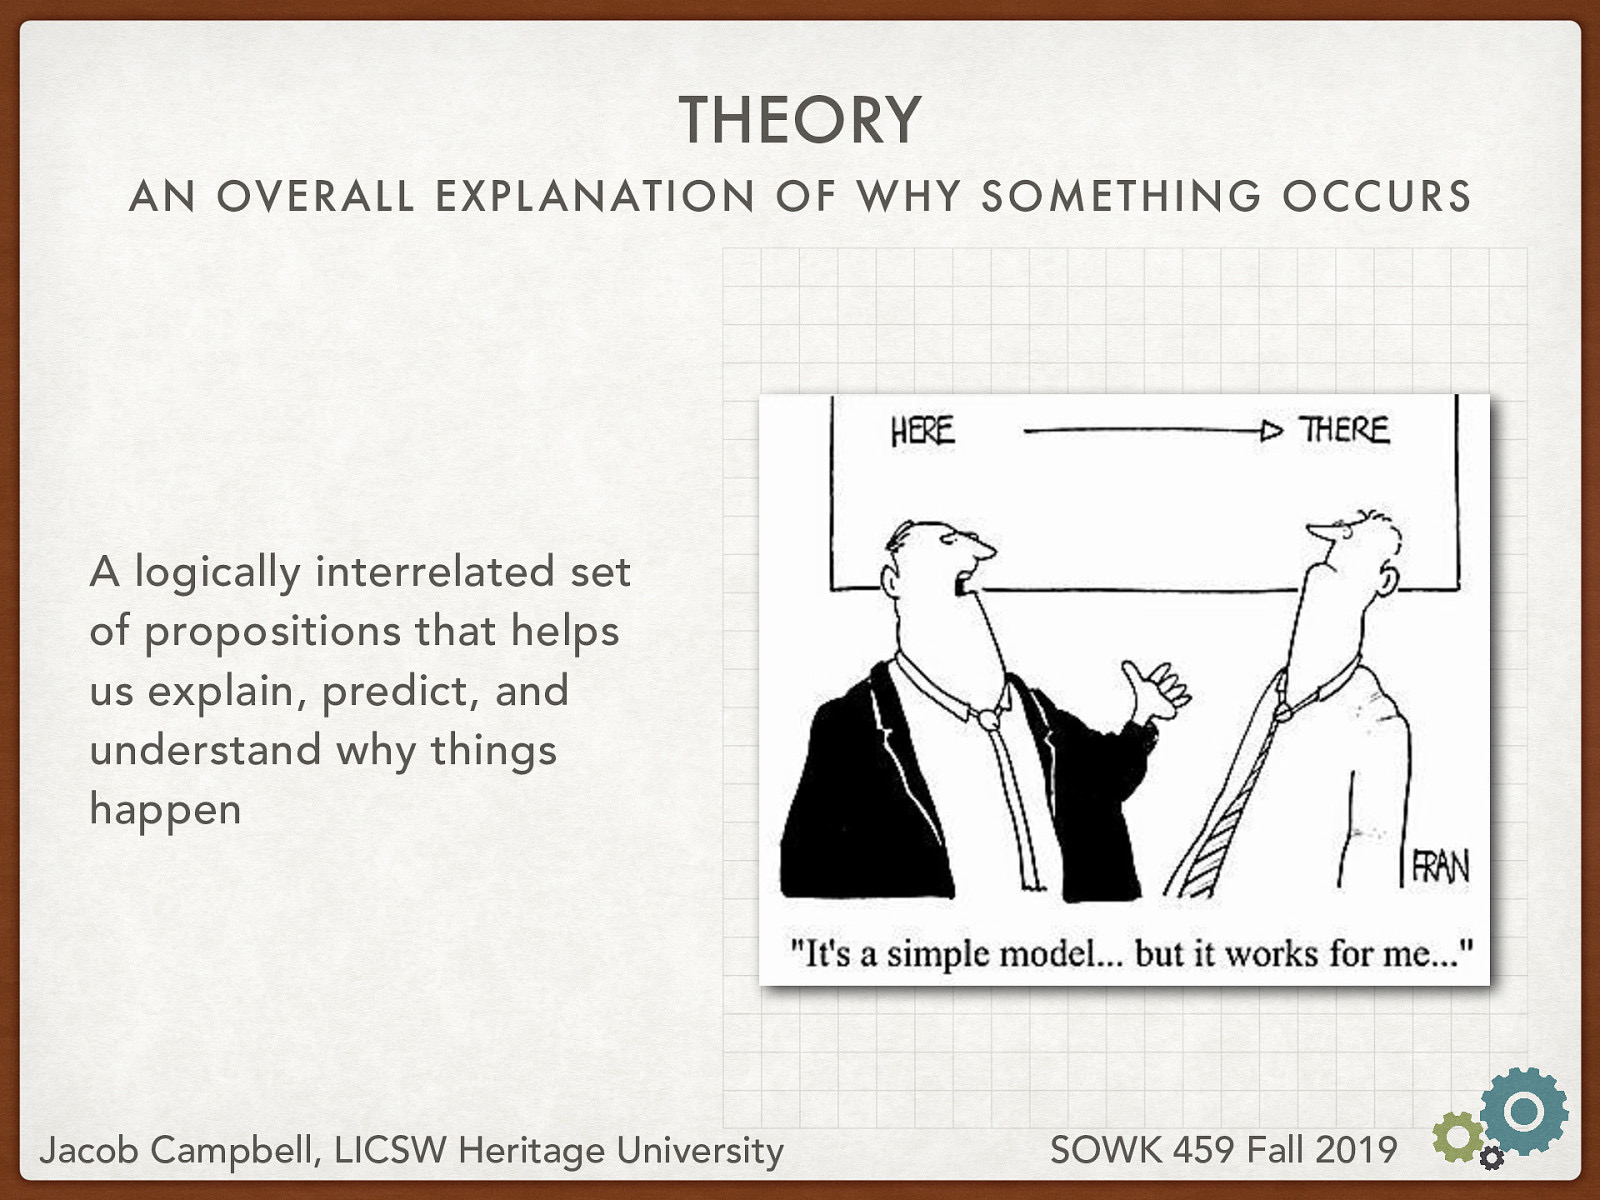 THEORY
AN OVERALL EXPLANATION OF WHY SOMETHING OCCURS
A logically interrelated set
of propositions that helps
us explain, predict, and
understand why things
happen
HERE THERE
FRAN
"It's a simple model... but it works for me..."
Jacob Campbell, LICSW Heritage University SOWK 459 Fall 2019